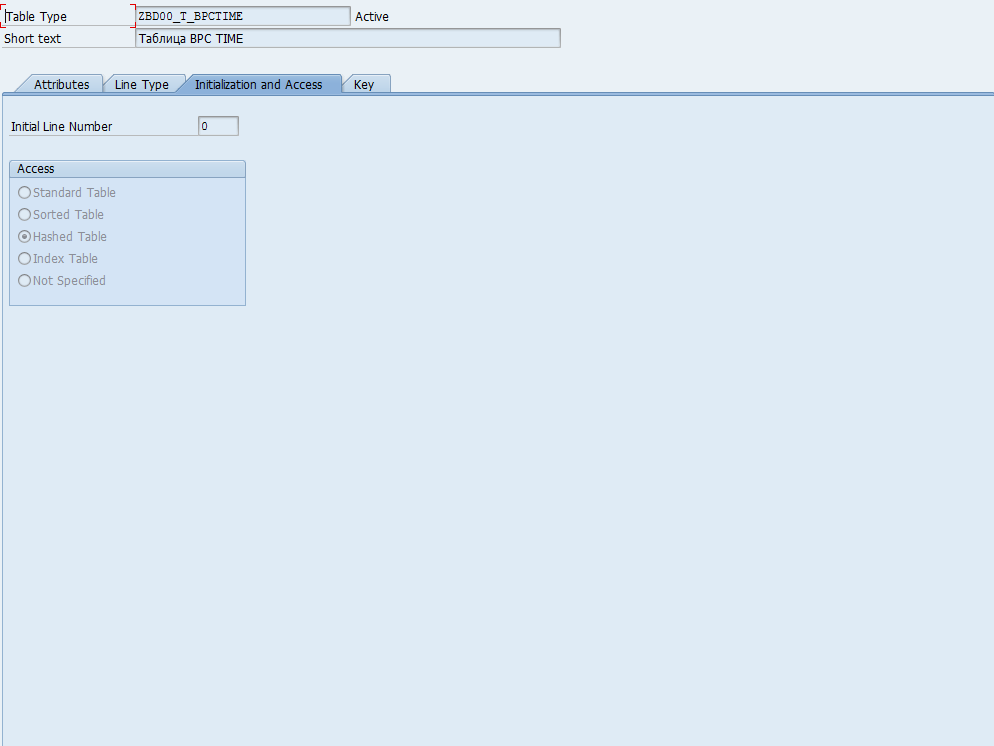 Table Type ZBD00_T_BPCTIME Active
Short text Таблица BPC TIME
Attributes Line Type Initialization and Access Key
Initial Line Number 0
Access
Standard Table
Sorted Table
Hashed Table
Index Table
Not Specified